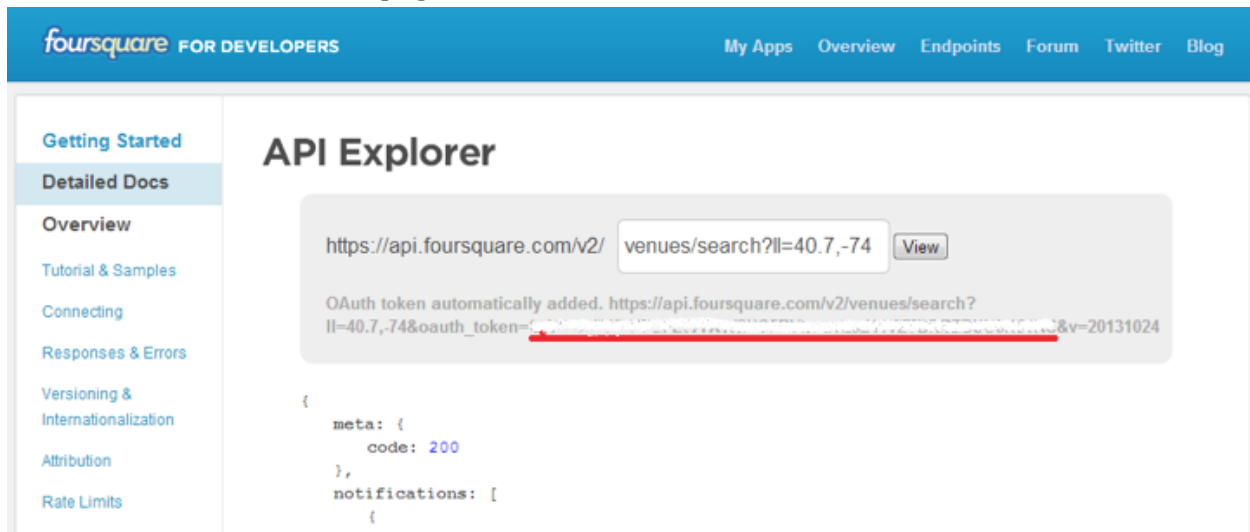 foursquare FOR DEVELOPERS
My Apps Overview Endpoints Forum Twitter Blog
Getting Started
Detailed Docs
Overview
Tutorial & Samples
Connecting
Responses & Errors
Versioning &
Internationalization
Attribution
Rate Limits
API Explorer
https://api.foursquare.com/v2/ venues/search?ll=40.7,-74 View
OAuth token automatically added. https://api.foursquare.com/v2/venues/search?
ll=40.7,-74&oauth_token= &v=20131024
{
meta: {
code: 200
},
notifications: [
{